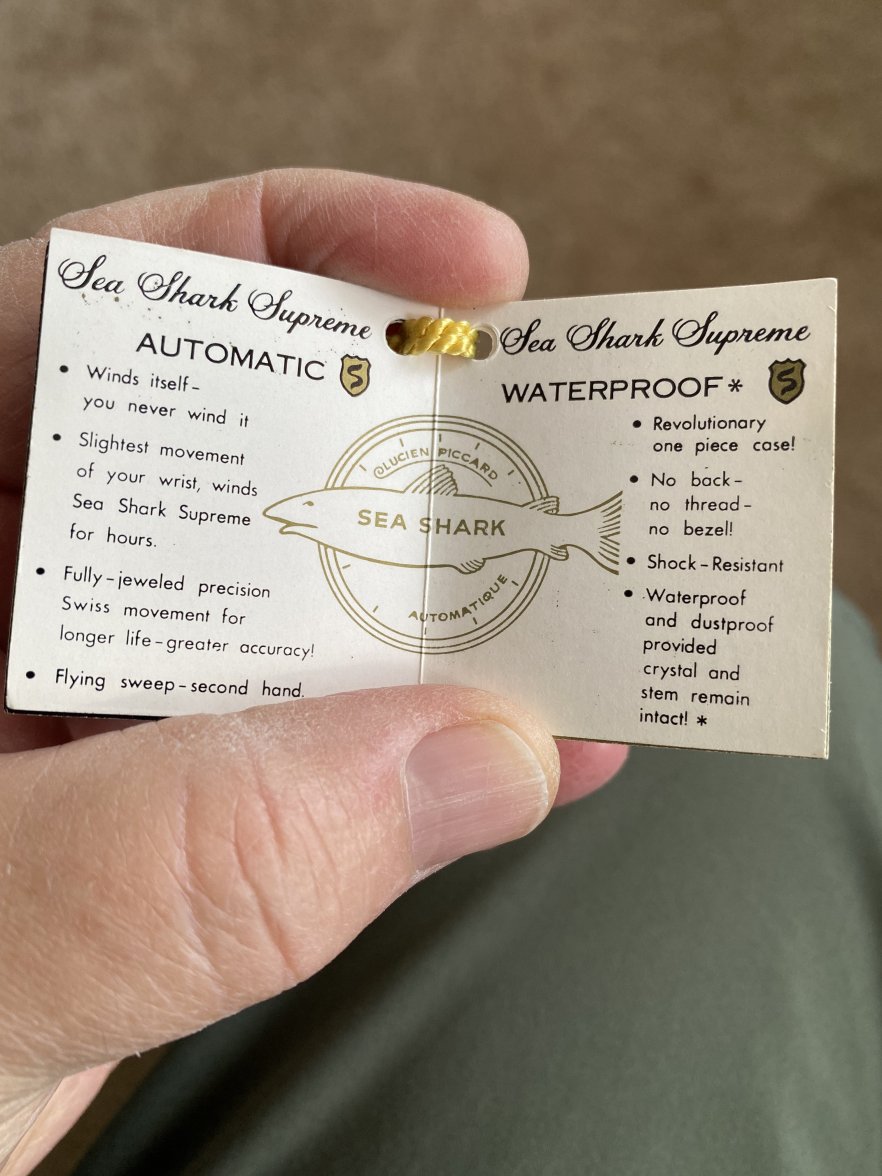 Sea Shark Supreme
AUTOMATIC S
• Winds itself-
you never wind it
• Slightest movement
of your wrist, winds
Sea Shark Supreme
for hours.
• Fully-jeweled precision
Swiss movement for
longer life-greater accuracy!
• Flying sweep-second hand.
LUCIEN PICCARD
SEA SHARK
AUTOMATIQUE
Sea Shark Supreme
WATERPROOF* S
• Revolutionary
one piece case!
• No back-
no thread-
no bezel!
• Shock-Resistant
• Waterproof
and dustproof
provided
crystal and
stem remain
intact! *